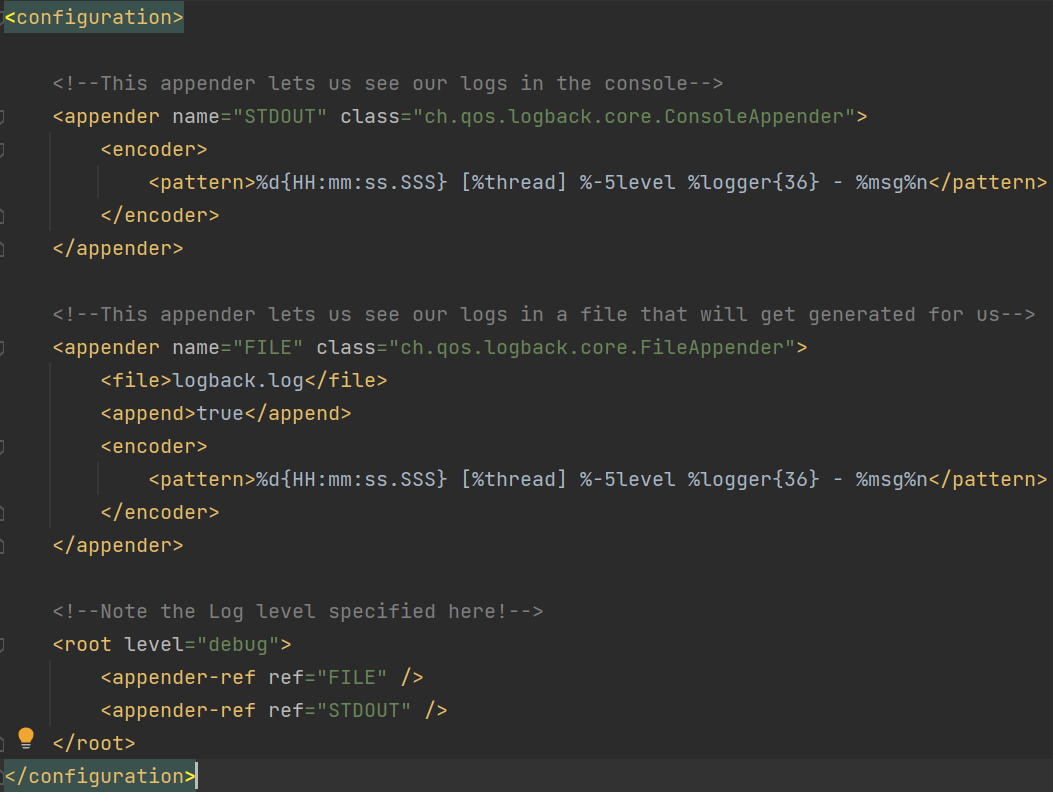 <configuration>
<!--This appender lets us see our logs in the console-->
<appender name="STDOUT" class="ch.qos.logback.core.ConsoleAppender">
<encoder>
<pattern>%d{HH:mm:ss.SSS} [%thread] %-5level %logger{36} - %msg%n</pattern>
</encoder>
</appender>
<!--This appender lets us see our logs in a file that will get generated for us-->
<appender name="FILE" class="ch.qos.logback.core.FileAppender">
<file>logback.log</file>
<append>true</append>
<encoder>
<pattern>%d{HH:mm:ss.SSS} [%thread] %-5level %logger{36} - %msg%n</pattern>
</encoder>
</appender>
<!--Note the Log level specified here!-->
<root level="debug">
<appender-ref ref="FILE" />
<appender-ref ref="STDOUT" />
</root>
</configuration>